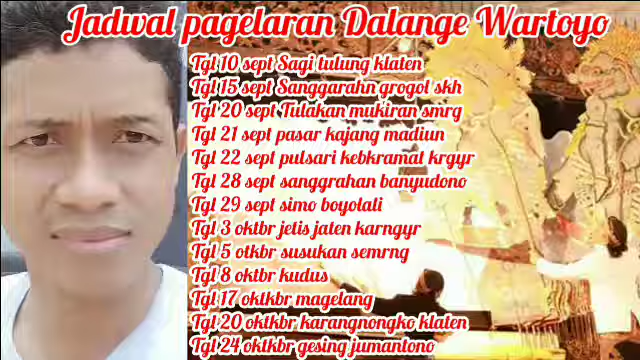 Jadwal pagelaran Dalange Wartoyo
Tgl 10 sept Sagi tulung klaten
Tgl 15 sept Sanggarahn grogol skh
Tgl 20 sept Tulakan mukiran smrg
Tgl 21 sept pasar kajang madiun
Tgl 22 sept pulsari kebkramat krgyr
Tgl 28 sept sanggrahan banyudono
Tgl 29 sept simo boyolali
Tgl 3 oktbr jetis jaten karngyr
Tgl 5 otkbr susukan semrng
Tgl 8 oktbr kudus
Tgl 17 oktkbr magelang
Tgl 20 oktkbr karangnongko klaten
Tgl 24 oktkbr gesing jumantono